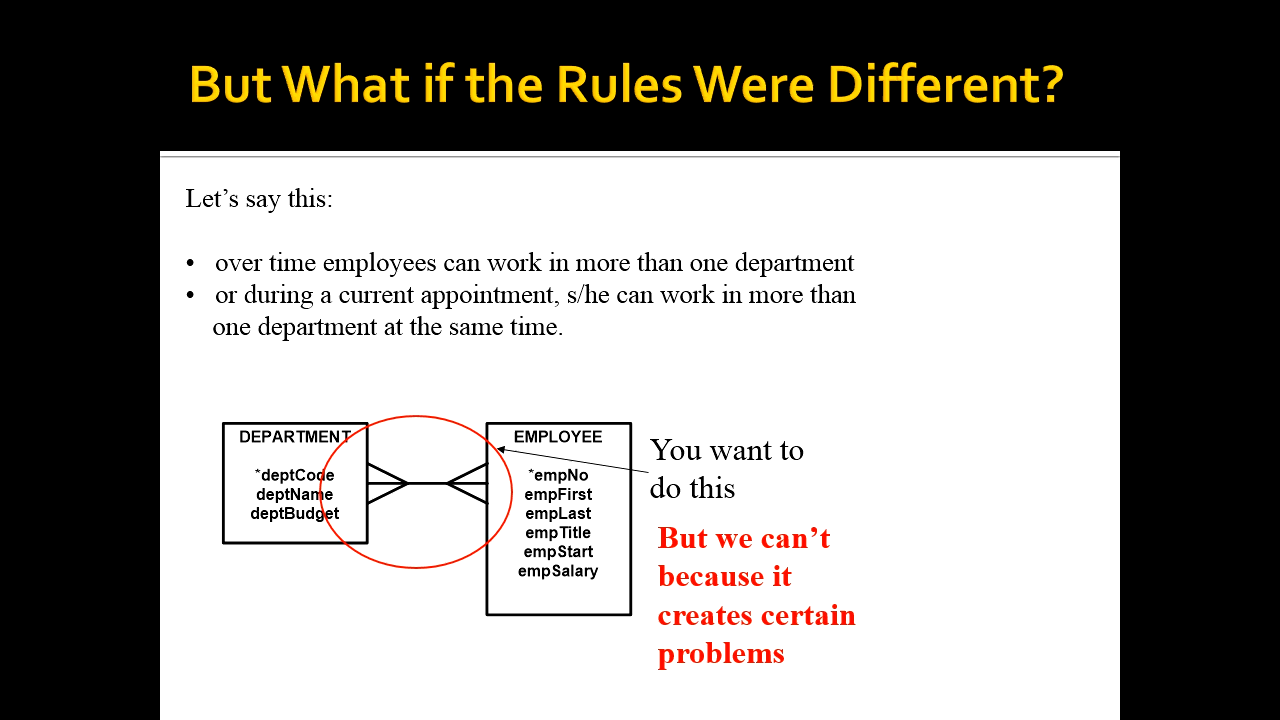 But What if the Rules Were Different?
Let’s say this:
• over time employees can work in more than one department
• or during a current appointment, s/he can work in more than
one department at the same time.
DEPARTMENT
*deptCode
deptName
deptBudget
EMPLOYEE
*empNo
empFirst
empLast
empTitle
empStart
empSalary
You want to
do this
But we can’t
because it
creates certain
problems